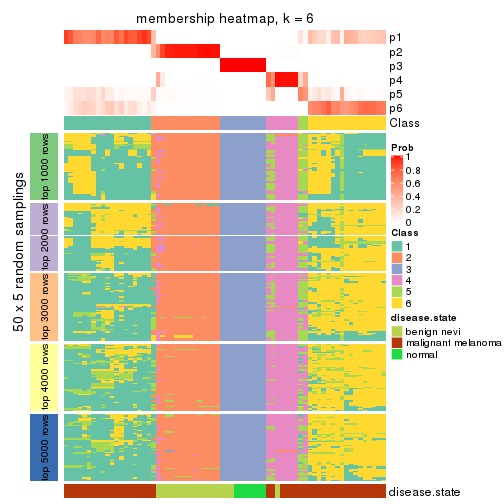 membership heatmap, k = 6
p1
p2
p3
p4
p5
p6
Class
50 x 5 random samplings
top 1000 rows
top 2000 rows
top 3000 rows
top 4000 rows
top 5000 rows
disease.state
Prob
1
0.8
0.6
0.4
0.2
0
Class
1
2
3
4
5
6
disease.state
benign nevi
malignant melanoma
normal